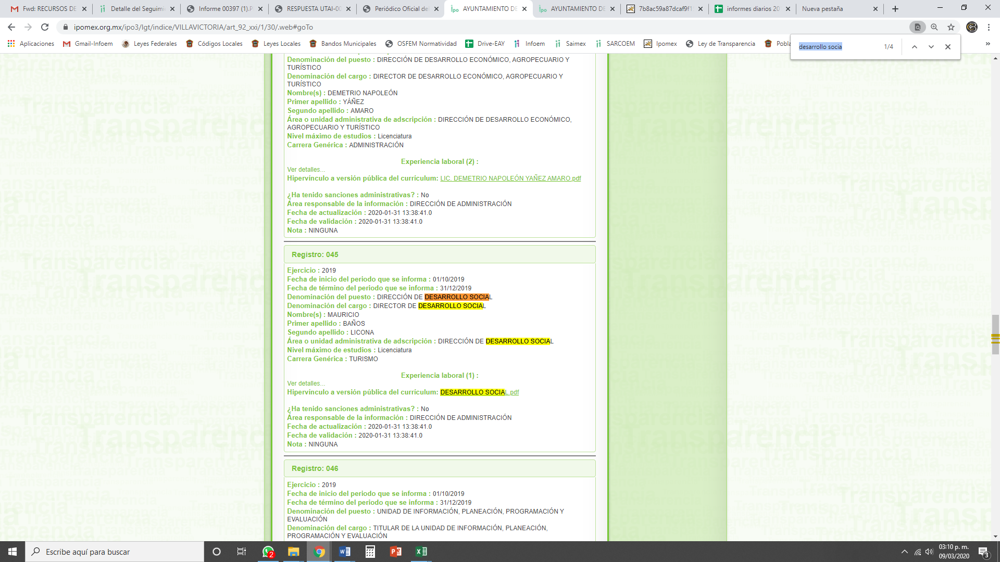 Fwd: RECURSOS DE
Detalle del Seguimi
Informe 00397 (1).P
RESPUESTA UTAI-00
Periódico Oficial del
AYUNTAMIENTO DE
AYUNTAMIENTO DE
7b8ac59a87dcaf9f1
informes diarios 20
Nueva pestaña
ipomex.org.mx/ipo3/lgt/indice/VILLAVICTORIA/art_92_xxi/1/30/.web#goTo
Aplicaciones
Gmail-Infoem
Leyes Federales
Códigos Locales
Leyes Locales
Bandos Municipales
OSFEM Normatividad
Drive-EAY
Infoem
Saimex
SARCOEM
Ipomex
Ley de Transparencia
Pobla
desarrollo socia 1/4
Denominación del puesto : DIRECCIÓN DE DESARROLLO ECONÓMICO, AGROPECUARIO Y
TURÍSTICO
Denominación del cargo : DIRECTOR DE DESARROLLO ECONÓMICO, AGROPECUARIO Y
TURÍSTICO
Nombre(s) : DEMETRIO NAPOLEÓN
Primer apellido : YÁÑEZ
Segundo apellido : AMARO
Área o unidad administrativa de adscripción : DIRECCIÓN DE DESARROLLO ECONÓMICO,
AGROPECUARIO Y TURÍSTICO
Nivel máximo de estudios : Licenciatura
Carrera Genérica : ADMINISTRACIÓN
Experiencia laboral (2) :
Ver detalles...
Hipervínculo a versión pública del currículum: LIC. DEMETRIO NAPOLEÓN YAÑEZ AMARO.pdf
¿Ha tenido sanciones administrativas? : No
Área responsable de la información : DIRECCIÓN DE ADMINISTRACIÓN
Fecha de actualización : 2020-01-31 13:38:41.0
Fecha de validación : 2020-01-31 13:38:41.0
Nota : NINGUNA
Registro: 045
Ejercicio : 2019
Fecha de inicio del periodo que se informa : 01/10/2019
Fecha de término del periodo que se informa : 31/12/2019
Denominación del puesto : DIRECCIÓN DE DESARROLLO SOCIAL
Denominación del cargo : DIRECTOR DE DESARROLLO SOCIAL
Nombre(s) : MAURICIO
Primer apellido : BAÑOS
Segundo apellido : LICONA
Área o unidad administrativa de adscripción : DIRECCIÓN DE DESARROLLO SOCIAL
Nivel máximo de estudios : Licenciatura
Carrera Genérica : TURISMO
Experiencia laboral (1) :
Ver detalles...
Hipervínculo a versión pública del currículum: DESARROLLO SOCIAL.pdf
¿Ha tenido sanciones administrativas? : No
Área responsable de la información : DIRECCIÓN DE ADMINISTRACIÓN
Fecha de actualización : 2020-01-31 13:38:41.0
Fecha de validación : 2020-01-31 13:38:41.0
Nota : NINGUNA
Registro: 046
Ejercicio : 2019
Fecha de inicio del periodo que se informa : 01/10/2019
Fecha de término del periodo que se informa : 31/12/2019
Denominación del puesto : UNIDAD DE INFORMACIÓN, PLANEACIÓN, PROGRAMACIÓN Y
EVALUACIÓN
Denominación del cargo : TITULAR DE LA UNIDAD DE INFORMACIÓN, PLANEACIÓN,
PROGRAMACIÓN Y EVALUACIÓN
Escribe aquí para buscar
2
03:10 p. m.
09/03/2020
3